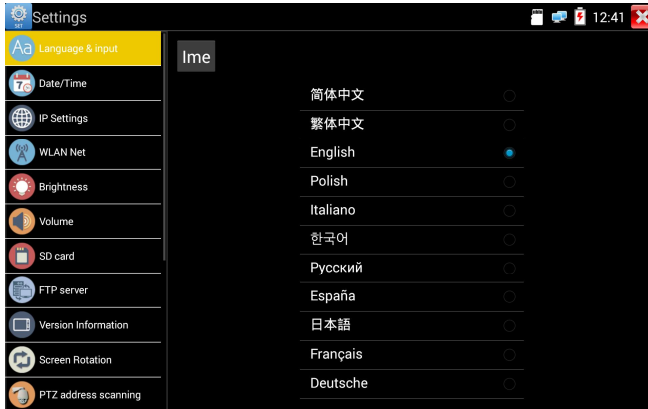 Settings
12:41
SET
Aa Language & input
Date/Time
IP Settings
WLAN Net
Brightness
Volume
SD card
FTP server
Version Information
Screen Rotation
PTZ address scanning
Ime
简体中文
繁体中文
English
Polish
Italiano
한국어
Русский
España
日本語
Français
Deutsche